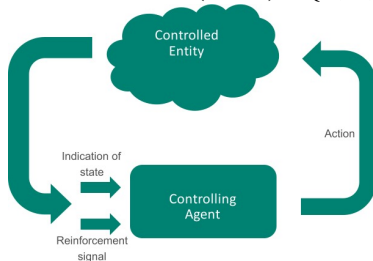 Controlled
Entity
Action
Indication of
state
Controlling
Agent
Reinforcement
signal